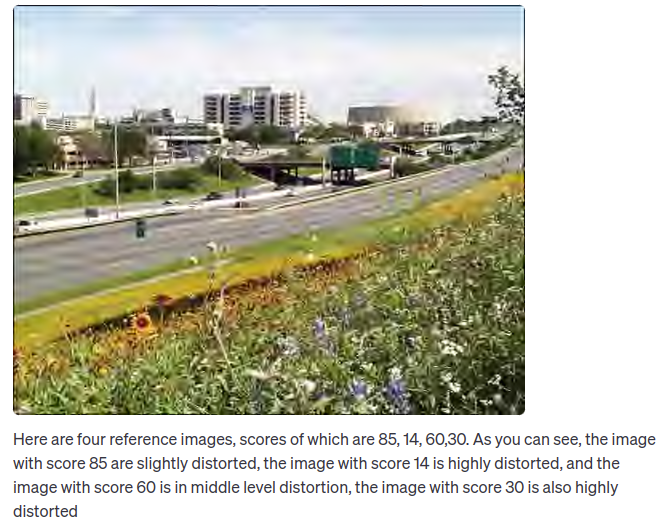 Here are four reference images, scores of which are 85, 14, 60,30. As you can see, the image
with score 85 are slightly distorted, the image with score 14 is highly distorted, and the
image with score 60 is in middle level distortion, the image with score 30 is also highly
distorted